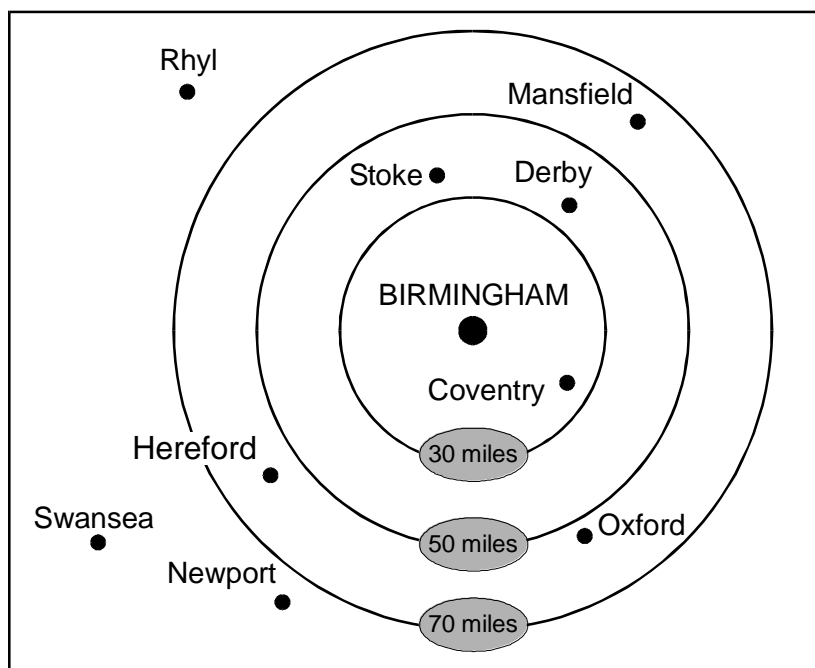 Rhyl
Mansfield
Stoke
Derby
BIRMINGHAM
Coventry
Hereford
30 miles
Swansea
Oxford
50 miles
Newport
70 miles